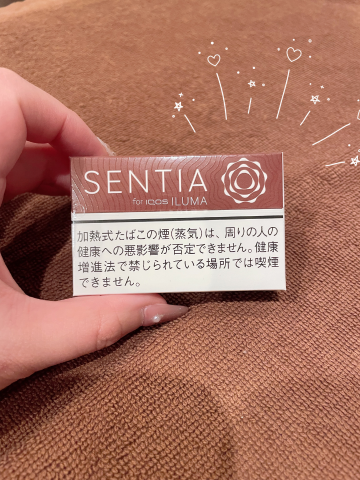 SENTIA
for IQOS ILUMA
加熱式たばこの煙(蒸気)は、周りの人の
健康への悪影響が否定できません。健康
増進法で禁じられている場所では喫煙
できません。